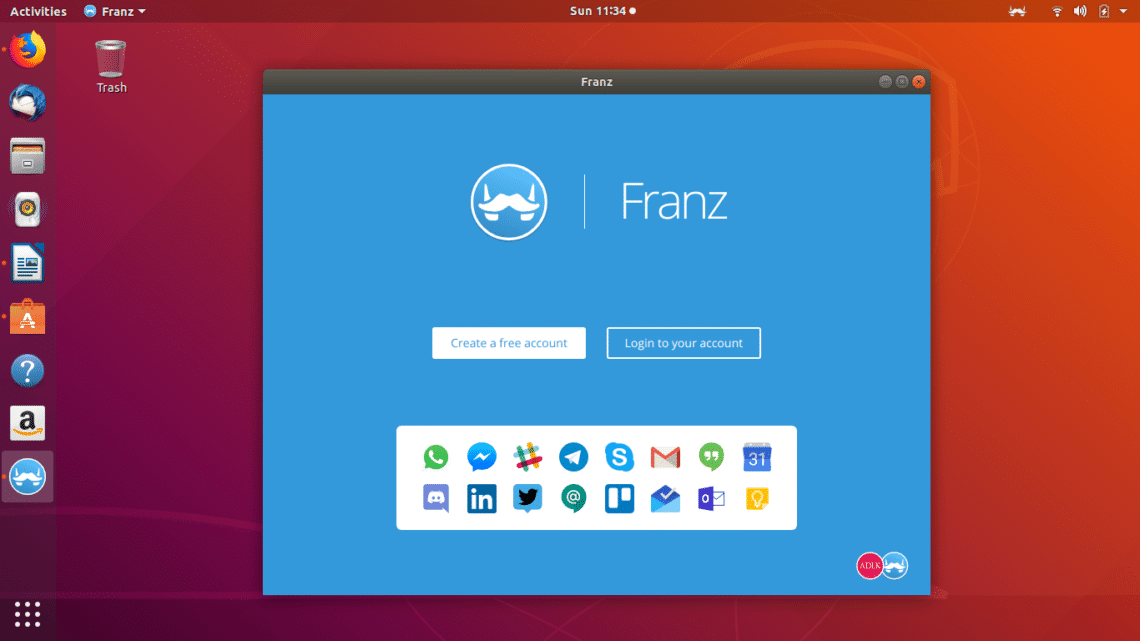 Activities
Franz
Sun 11:34
Trash
Franz
Franz
Create a free account
Login to your account
31
in
@
O
A
?
a
ADLK